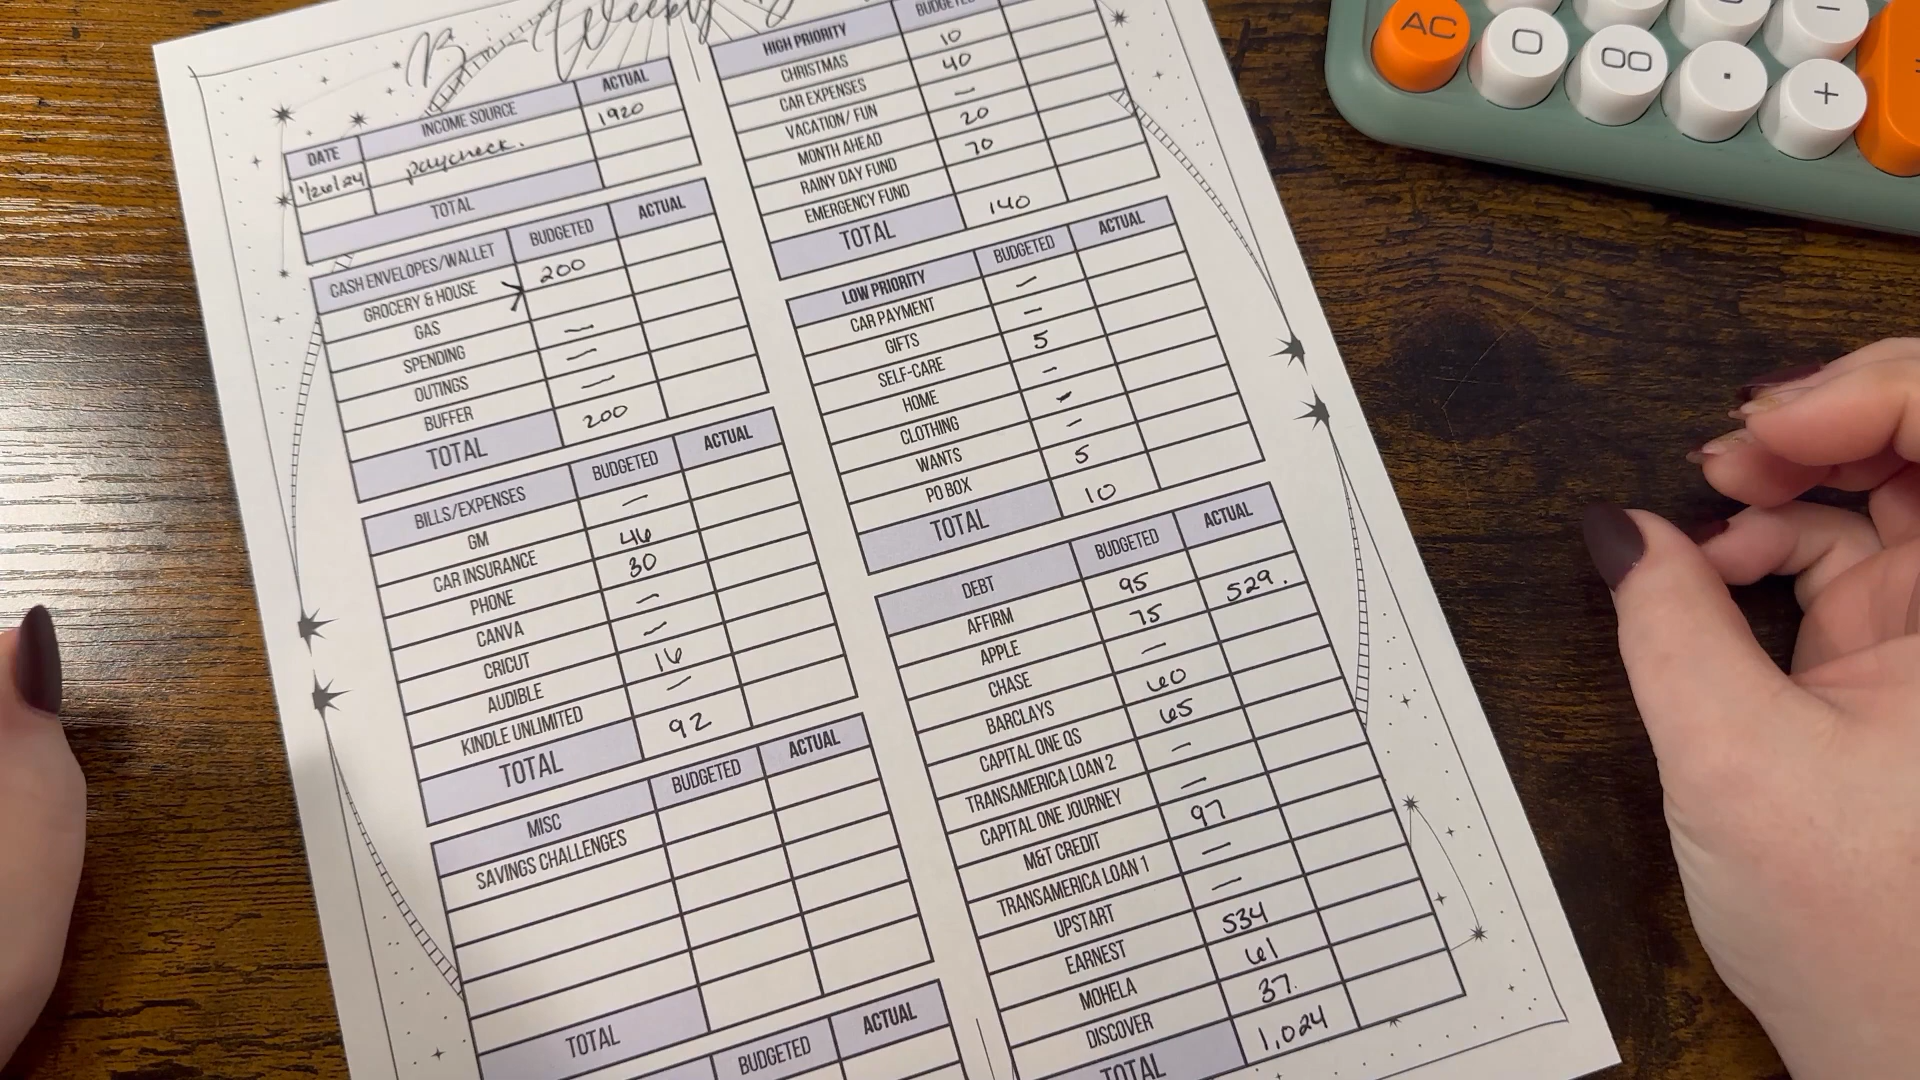 Bi-Weekly B
DATE INCOME SOURCE ACTUAL
1/26/24 paycheck. 1920
TOTAL
CASH ENVELOPES/WALLET BUDGETED ACTUAL
GROCERY & HOUSE 200
GAS
SPENDING —
OUTINGS —
BUFFER —
TOTAL 200
BILLS/EXPENSES BUDGETED ACTUAL
GM —
CAR INSURANCE 46
PHONE 30
CANVA —
CRICUT —
AUDIBLE 16
KINDLE UNLIMITED —
TOTAL 92
MISC BUDGETED ACTUAL
SAVINGS CHALLENGES
TOTAL
BUDGETED ACTUAL
HIGH PRIORITY BUDGETED
CHRISTMAS 10
CAR EXPENSES 40
VACATION/ FUN —
MONTH AHEAD 20
RAINY DAY FUND 70
EMERGENCY FUND
TOTAL 140
LOW PRIORITY BUDGETED ACTUAL
CAR PAYMENT —
GIFTS —
SELF-CARE 5
HOME —
CLOTHING —
WANTS —
PO BOX 5
TOTAL 10
DEBT BUDGETED ACTUAL
AFFIRM 95
APPLE 75 529.
CHASE —
BARCLAYS 60
CAPITAL ONE QS 65
TRANSAMERICA LOAN 2 —
CAPITAL ONE JOURNEY —
M&T CREDIT 97
TRANSAMERICA LOAN 1 —
UPSTART —
EARNEST 534
MOHELA 61
DISCOVER 37.
TOTAL 1,024
AC 0 00 . +
−